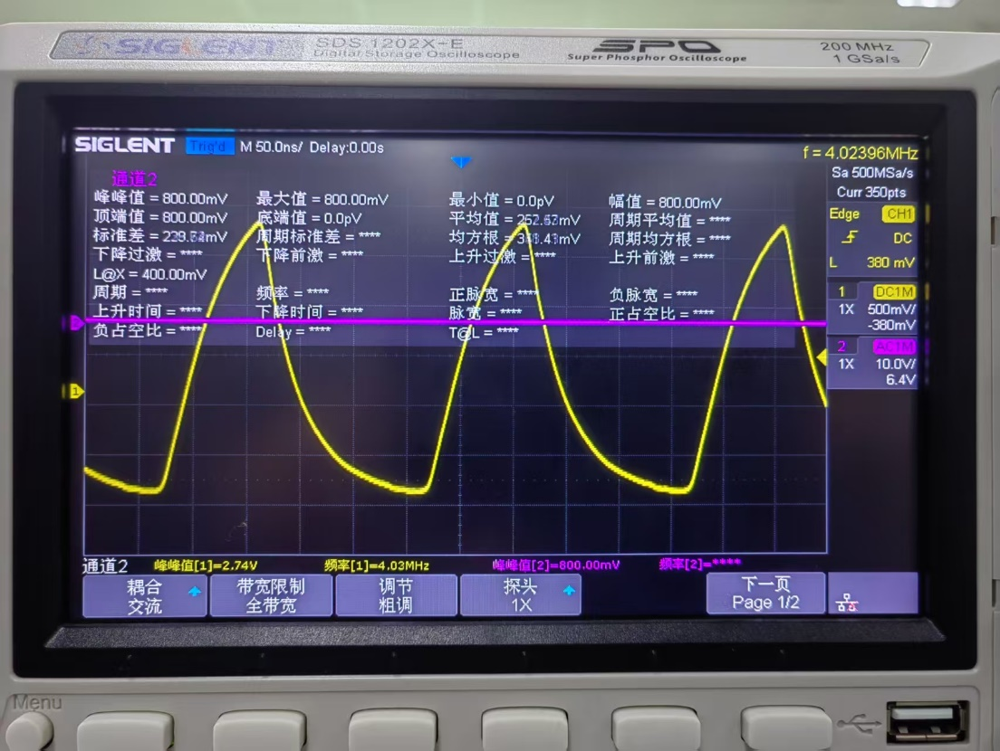 SIGLENT SDS 1202X-E SPO 200 MHz
Digital Storage Oscilloscope Super Phosphor Oscilloscope 1 GSa/s
SIGLENT Trig'd M 50.0ns/ Delay:0.00s f = 4.02396MHz
Sa 500MSa/s
Curr 350pts
通道2
峰峰值 = 800.00mV 最大值 = 800.00mV 最小值 = 0.0pV 幅值 = 800.00mV
顶端值 = 800.00mV 底端值 = 0.0pV 平均值 = mV 周期平均值 = ****
标准差 = mV 周期标准差 = **** 均方根 = mV 周期均方根 = ****
下降过激 = **** 下降前激 = **** 上升过激 = **** 上升前激 = ****
L@X = 400.00mV
周期 = **** 频率 = **** 正脉宽 = **** 负脉宽 = ****
上升时间 = **** 下降时间 = **** 脉宽 = **** 正占空比 = ****
负占空比 = **** Delay = **** T@L = ****
Edge CH1
DC
L 380 mV
1 DC1M
1X 500mV/
-380mV
2 AC1M
1X 10.0V/
6.4V
2
1
通道2 峰峰值[1]=2.74V 频率[1]=4.03MHz 峰峰值[2]=800.00mV 频率[2]=****
耦合 带宽限制 调节 探头 下一页
交流 全带宽 粗调 1X Page 1/2
Menu